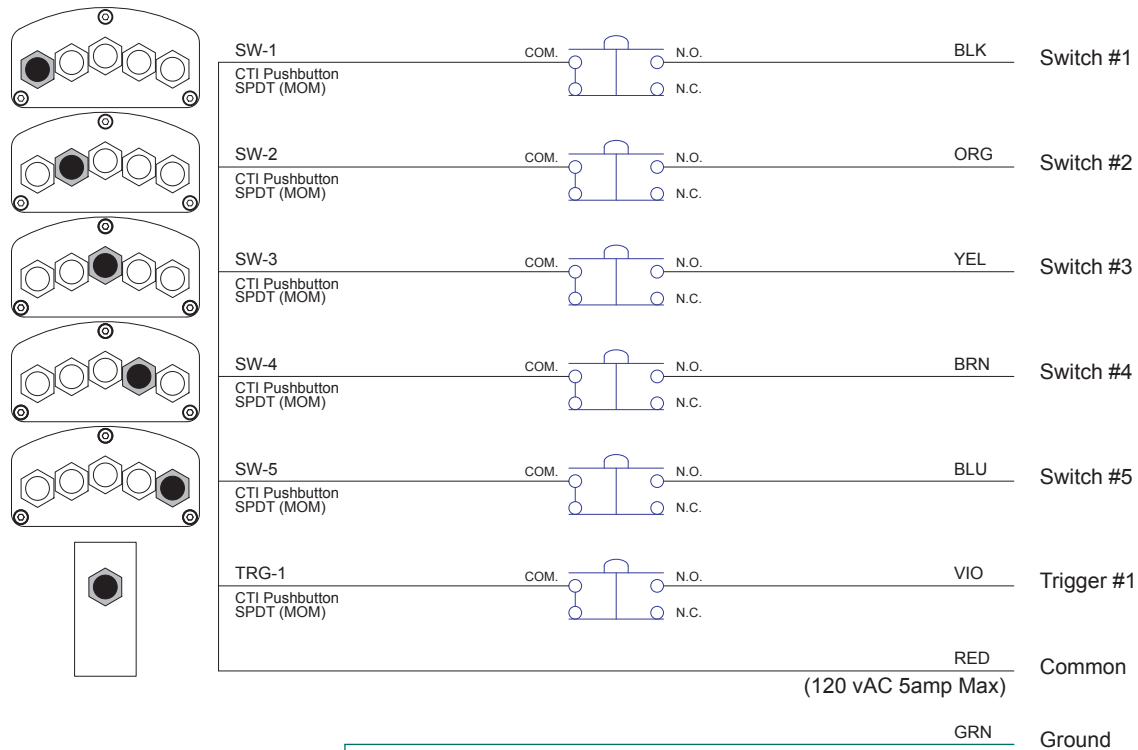 SW-1 COM. N.O. BLK Switch #1
CTI Pushbutton
SPDT (MOM) N.C.
SW-2 COM. N.O. ORG Switch #2
CTI Pushbutton
SPDT (MOM) N.C.
SW-3 COM. N.O. YEL Switch #3
CTI Pushbutton
SPDT (MOM) N.C.
SW-4 COM. N.O. BRN Switch #4
CTI Pushbutton
SPDT (MOM) N.C.
SW-5 COM. N.O. BLU Switch #5
CTI Pushbutton
SPDT (MOM) N.C.
TRG-1 COM. N.O. VIO Trigger #1
CTI Pushbutton
SPDT (MOM) N.C.
RED Common
(120 vAC 5amp Max)
GRN Ground